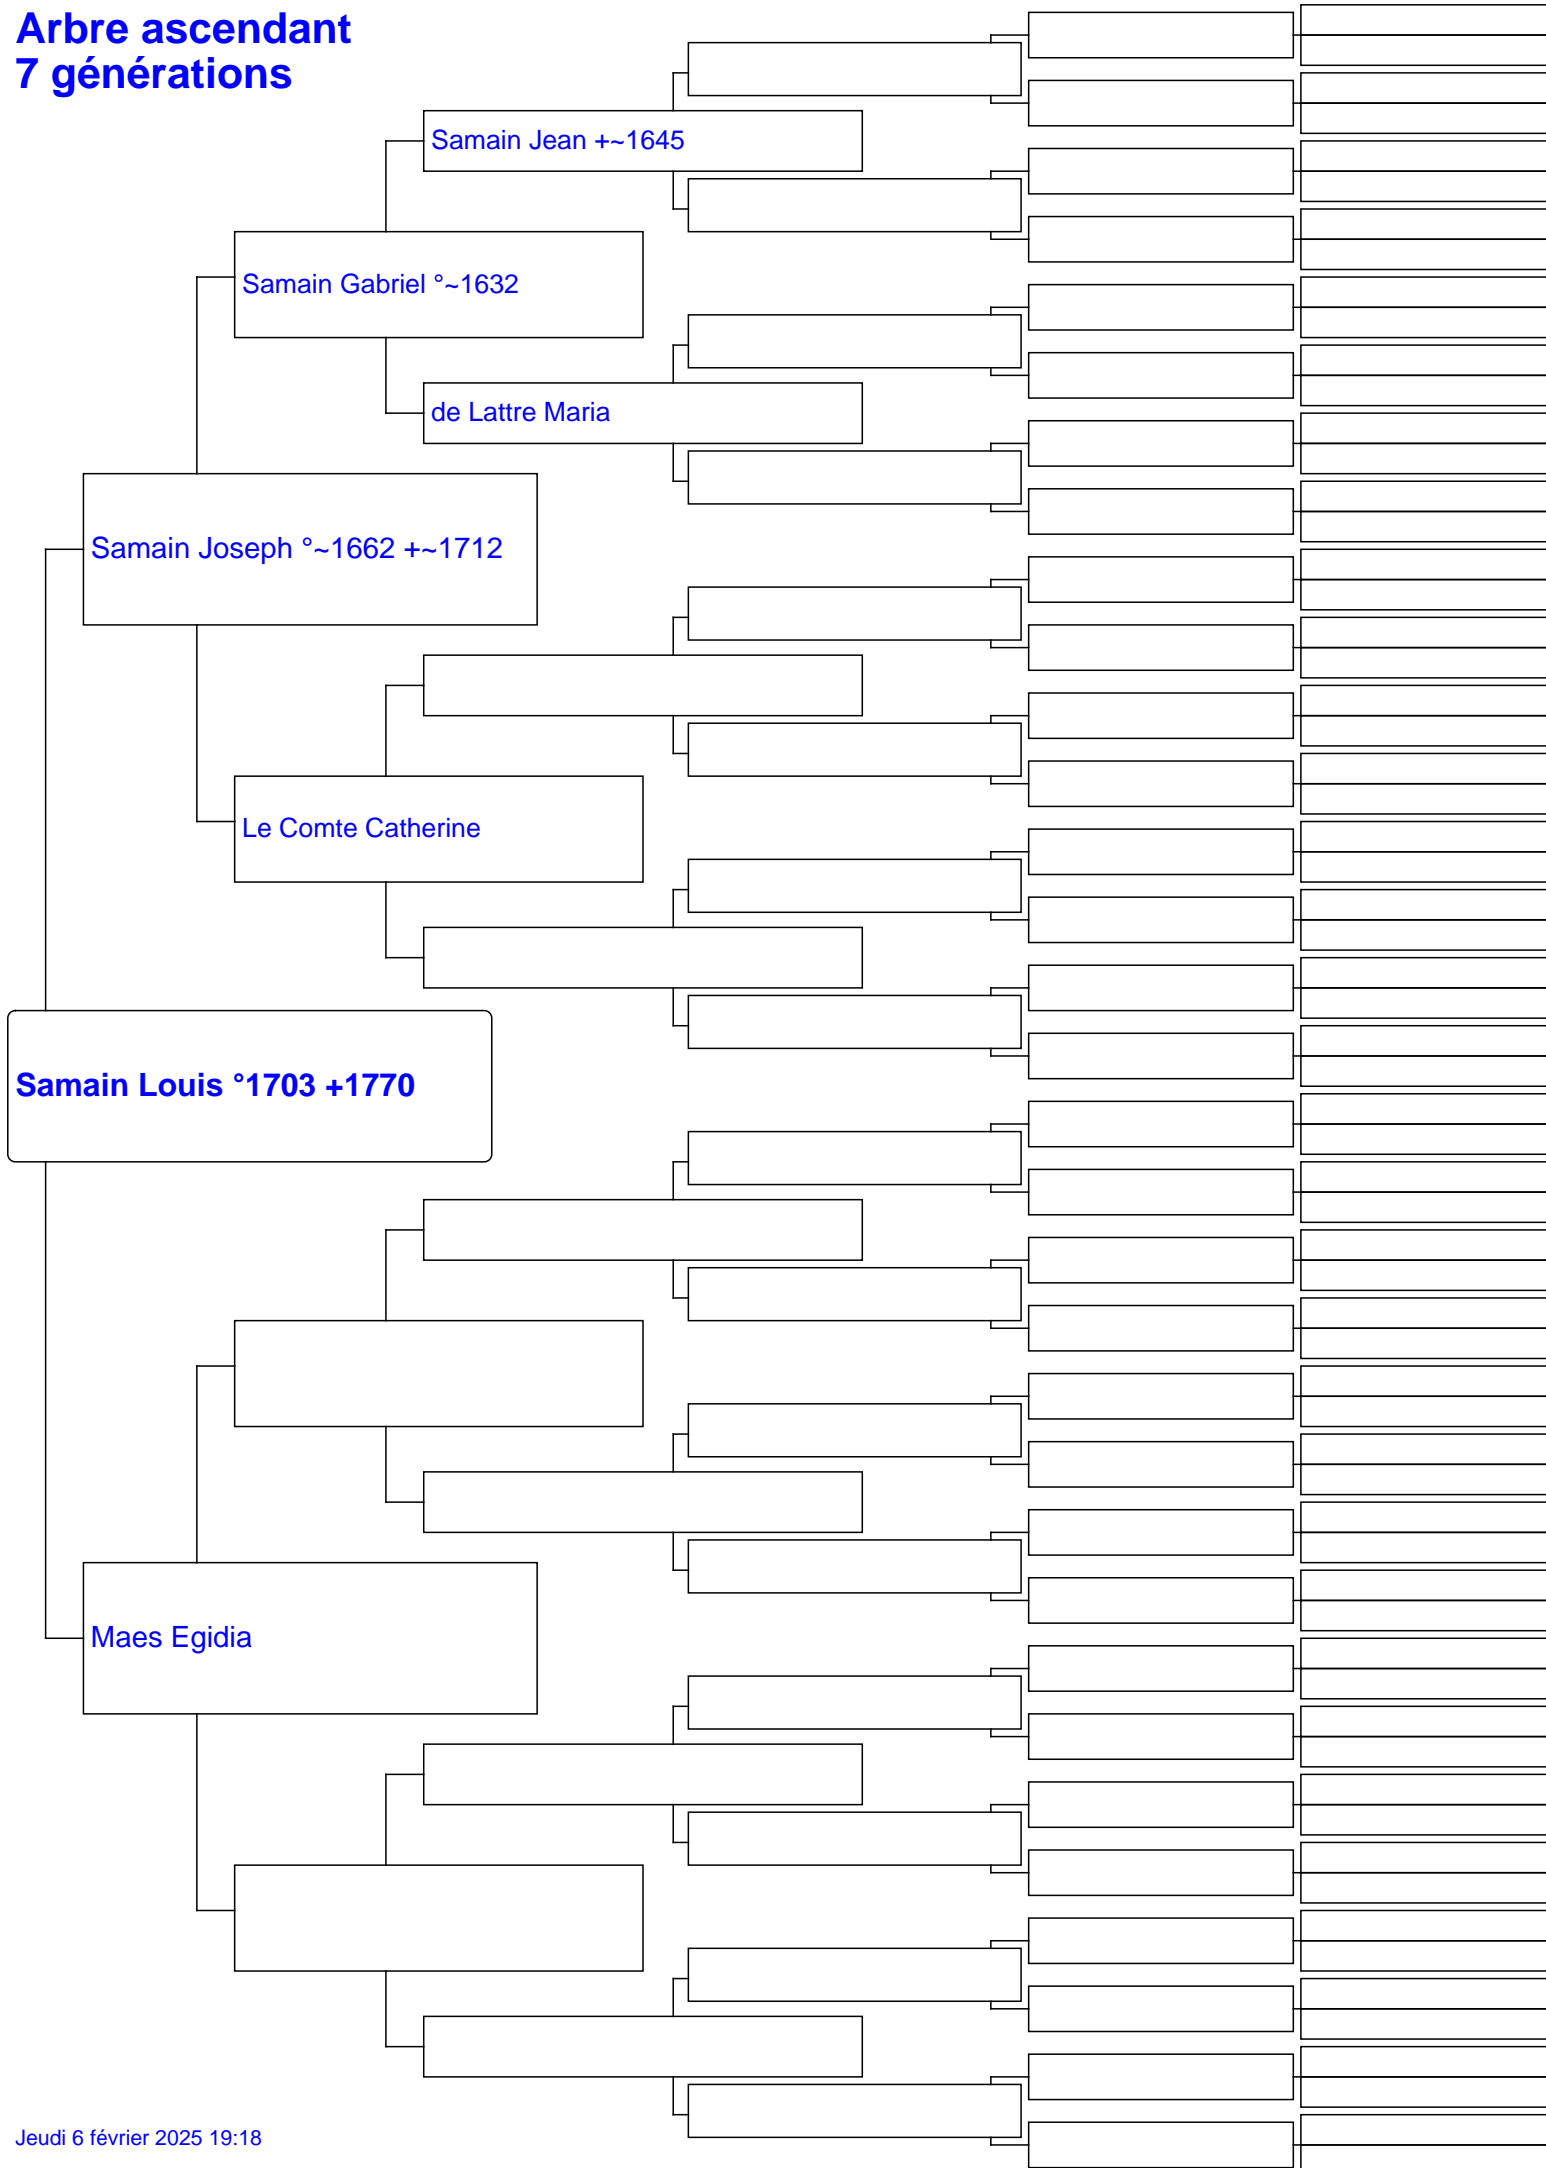 Arbre ascendant
7 générations
Samain Jean +~1645
Samain Gabriel °~1632
de Lattre Maria
Samain Joseph °~1662 +~1712
Le Comte Catherine
Samain Louis °1703 +1770
Maes Egidia
Jeudi 6 février 2025 19:18